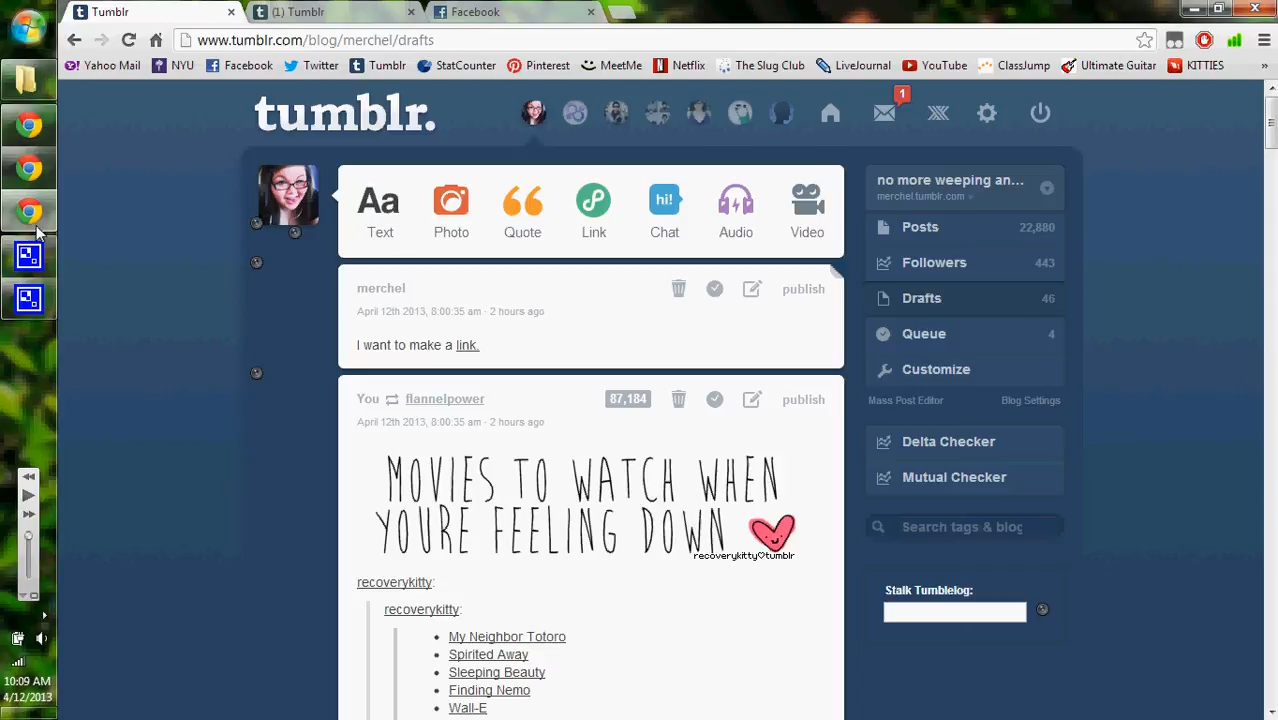 Tumblr
(1) Tumblr
Facebook
www.tumblr.com/blog/merchel/drafts
Yahoo Mail NYU Facebook Twitter Tumblr StatCounter Pinterest MeetMe Netflix The Slug Club LiveJournal YouTube ClassJump Ultimate Guitar KITTIES »
tumblr.
1
Aa
hi!
Text Photo Quote Link Chat Audio Video
no more weeping an...
merchel.tumblr.com
Posts 22,880
Followers 443
Drafts 46
Queue 4
Customize
Mass Post Editor Blog Settings
Delta Checker
Mutual Checker
Search tags & blog
Stalk Tumblelog:
merchel publish
April 12th 2013, 8:00:35 am · 2 hours ago
I want to make a link.
You flannelpower 87,184 publish
April 12th 2013, 8:00:35 am · 2 hours ago
MOVIES TO WATCH WHEN
YOURE FEELING DOWN
recoverykitty♡tumblr
recoverykitty:
recoverykitty:
• My Neighbor Totoro
• Spirited Away
• Sleeping Beauty
• Finding Nemo
• Wall-E
10:09 AM
4/12/2013